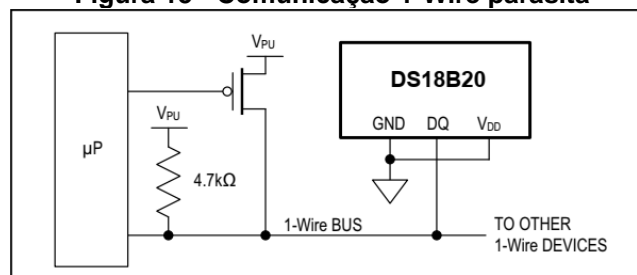 Figura 10 - Comunicação 1-Wire parasita
VPU
DS18B20
GND DQ VDD
VPU
µP
4.7kΩ
1-Wire BUS
TO OTHER
1-Wire DEVICES